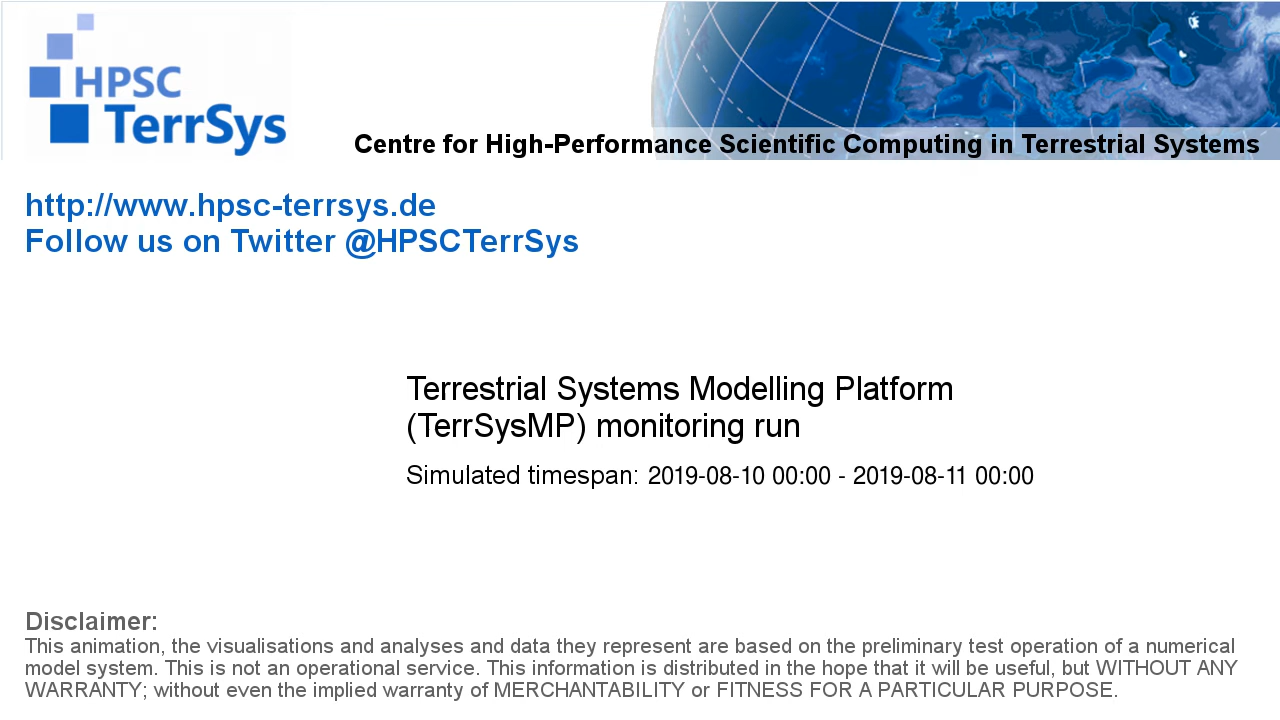 HPSC
TerrSys
Centre for High-Performance Scientific Computing in Terrestrial Systems
http://www.hpsc-terrsys.de
Follow us on Twitter @HPSCTerrSys
Terrestrial Systems Modelling Platform
(TerrSysMP) monitoring run
Simulated timespan: 2019-08-10 00:00 - 2019-08-11 00:00
Disclaimer:
This animation, the visualisations and analyses and data they represent are based on the preliminary test operation of a numerical
model system. This is not an operational service. This information is distributed in the hope that it will be useful, but WITHOUT ANY
WARRANTY; without even the implied warranty of MERCHANTABILITY or FITNESS FOR A PARTICULAR PURPOSE.